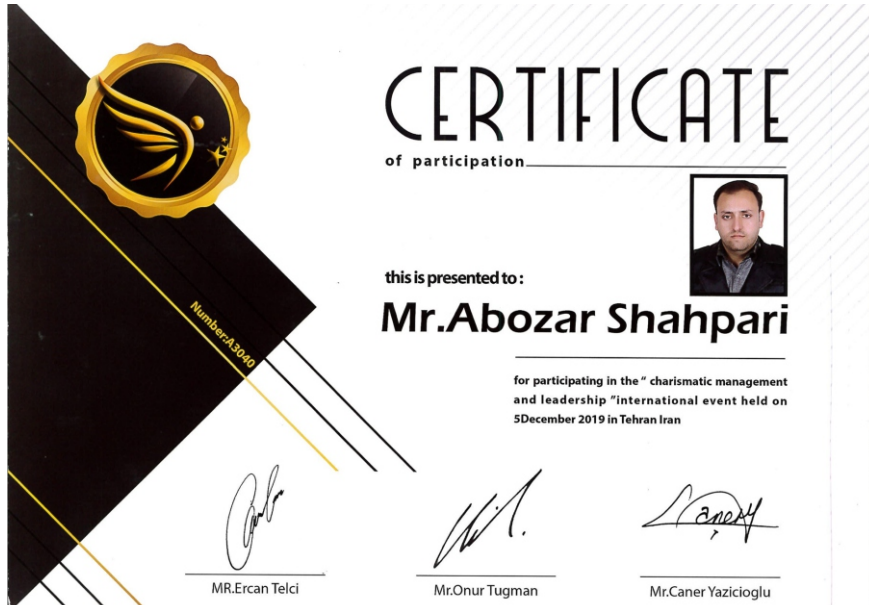 CERTIFICATE
of participation
this is presented to :
Mr.Abozar Shahpari
Number:A3040
for participating in the " charismatic management
and leadership "international event held on
5December 2019 in Tehran Iran
MR.Ercan Telci
Mr.Onur Tugman
Mr.Caner Yazicioglu